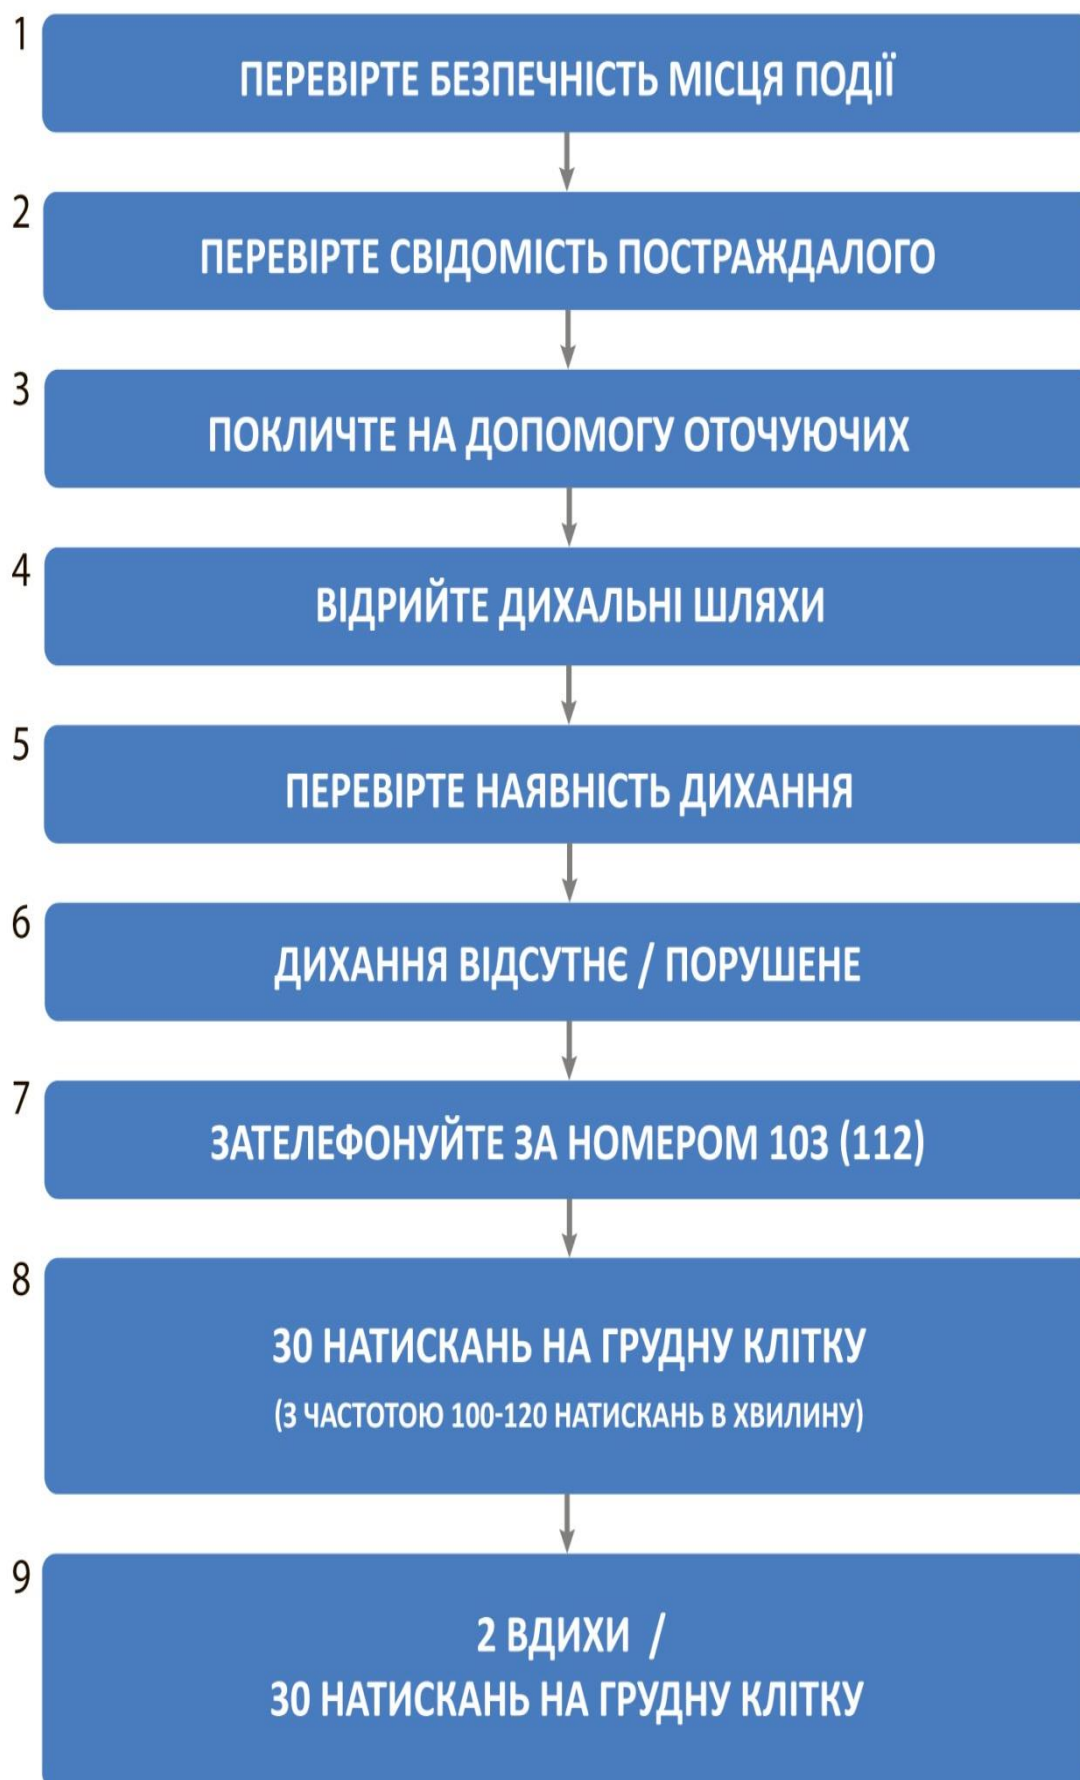 1
ПЕРЕВІРТЕ БЕЗПЕЧНІСТЬ МІСЦЯ ПОДІЇ
2
ПЕРЕВІРТЕ СВІДОМІСТЬ ПОСТРАЖДАЛОГО
3
ПОКЛИЧТЕ НА ДОПОМОГУ ОТОЧУЮЧИХ
4
ВІДРИЙТЕ ДИХАЛЬНІ ШЛЯХИ
5
ПЕРЕВІРТЕ НАЯВНІСТЬ ДИХАННЯ
6
ДИХАННЯ ВІДСУТНЄ / ПОРУШЕНЕ
7
ЗАТЕЛЕФОНУЙТЕ ЗА НОМЕРОМ 103 (112)
8
30 НАТИСКАНЬ НА ГРУДНУ КЛІТКУ
(З ЧАСТОТОЮ 100-120 НАТИСКАНЬ В ХВИЛИНУ)
9
2 ВДИХИ /
30 НАТИСКАНЬ НА ГРУДНУ КЛІТКУ